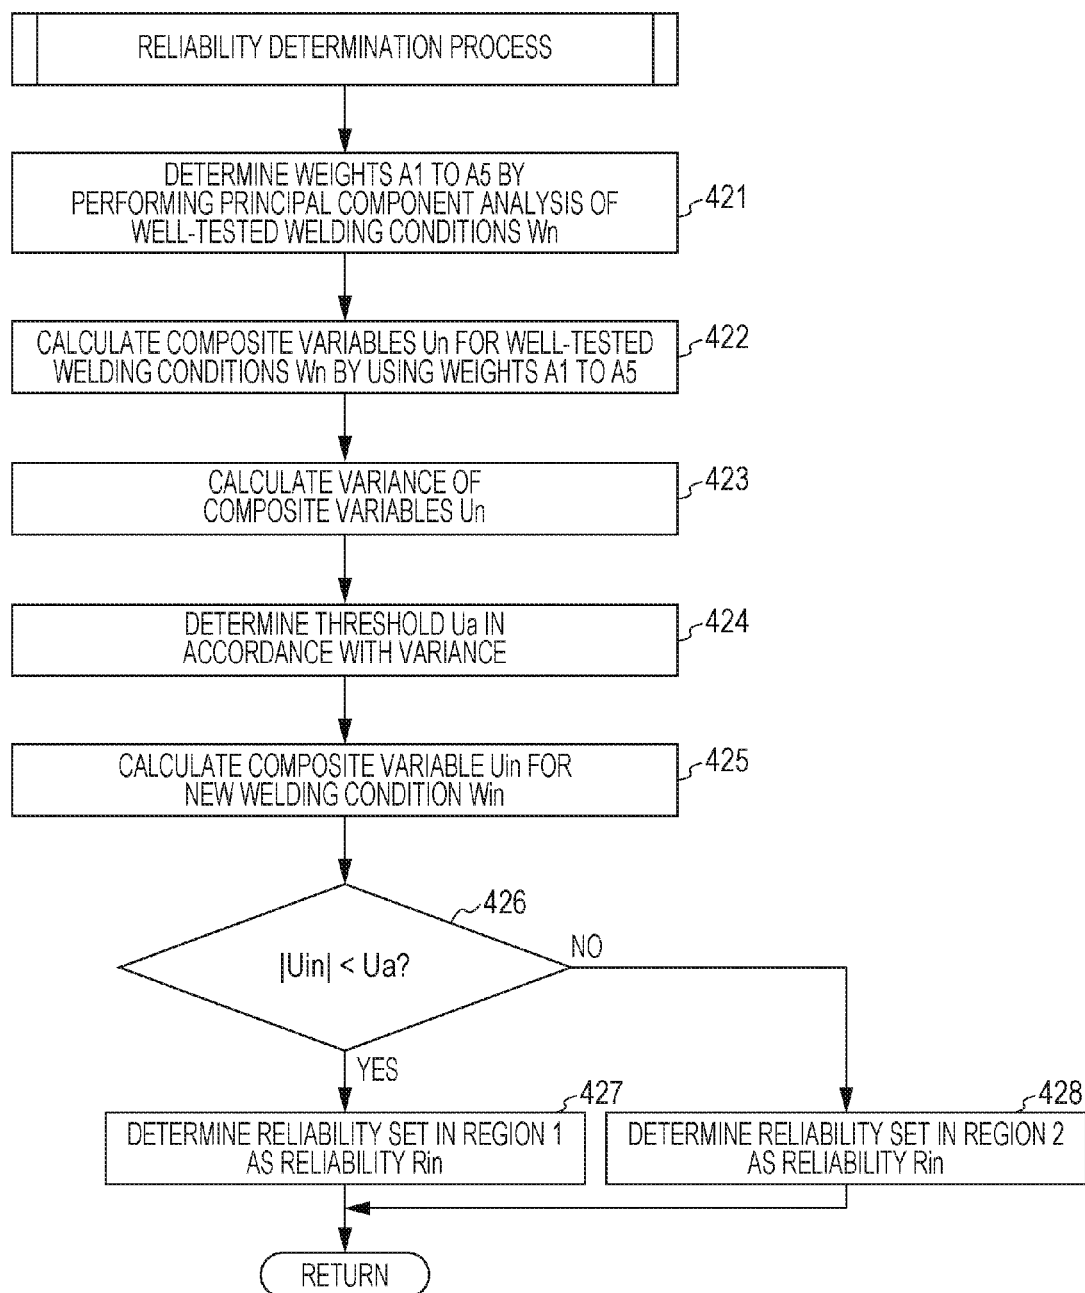 RELIABILITY DETERMINATION PROCESS
DETERMINE WEIGHTS A1 TO A5 BY
PERFORMING PRINCIPAL COMPONENT ANALYSIS OF
WELL-TESTED WELDING CONDITIONS Wn
421
CALCULATE COMPOSITE VARIABLES Un FOR WELL-TESTED
WELDING CONDITIONS Wn BY USING WEIGHTS A1 TO A5
422
CALCULATE VARIANCE OF
COMPOSITE VARIABLES Un
423
DETERMINE THRESHOLD Ua IN
ACCORDANCE WITH VARIANCE
424
CALCULATE COMPOSITE VARIABLE Uin FOR
NEW WELDING CONDITION Win
425
426
|Uin| < Ua?
NO
YES
427
DETERMINE RELIABILITY SET IN REGION 1
AS RELIABILITY Rin
428
DETERMINE RELIABILITY SET IN REGION 2
AS RELIABILITY Rin
RETURN